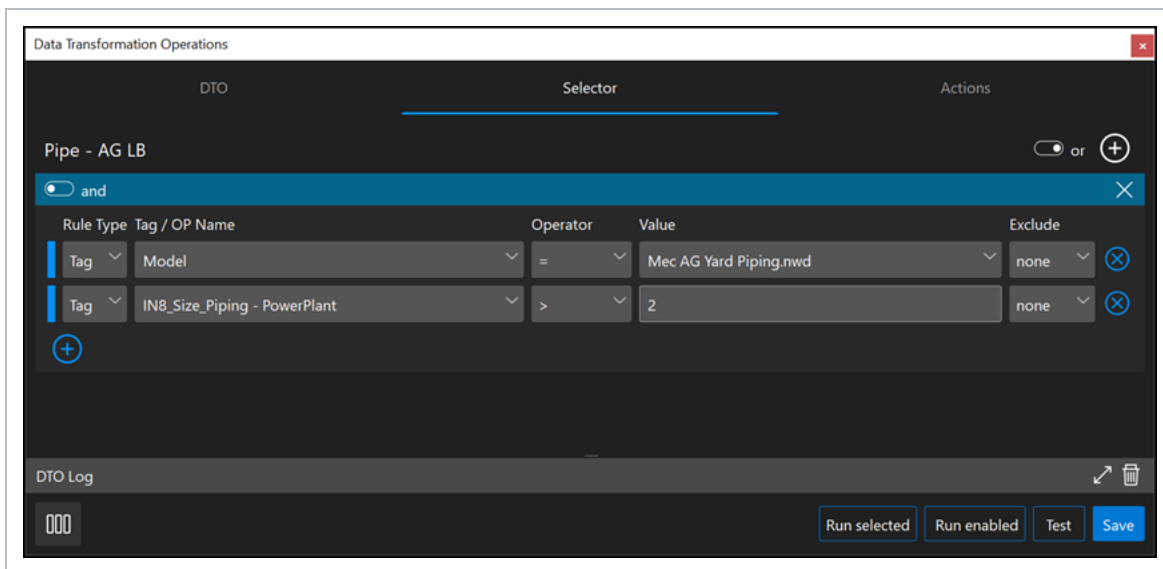 Data Transformation Operations
DTO Selector Actions
Pipe - AG LB or
and
Rule Type Tag / OP Name Operator Value Exclude
Tag Model = Mec AG Yard Piping.nwd none
Tag IN8_Size_Piping - PowerPlant > 2 none
DTO Log
Run selected Run enabled Test Save